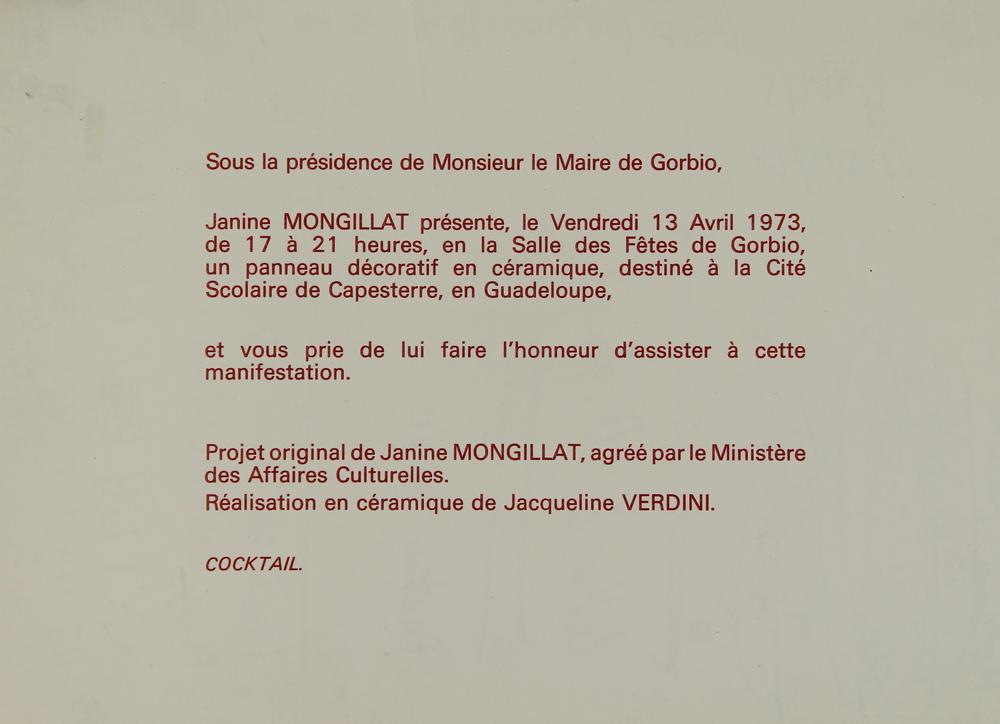 Sous la présidence de Monsieur le Maire de Gorbio,
Janine MONGILLAT présente, le Vendredi 13 Avril 1973,
de 17 à 21 heures, en la Salle des Fêtes de Gorbio,
un panneau décoratif en céramique, destiné à la Cité
Scolaire de Capesterre, en Guadeloupe,
et vous prie de lui faire l'honneur d'assister à cette
manifestation.
Projet original de Janine MONGILLAT, agréé par le Ministère
des Affaires Culturelles.
Réalisation en céramique de Jacqueline VERDINI.
COCKTAIL.